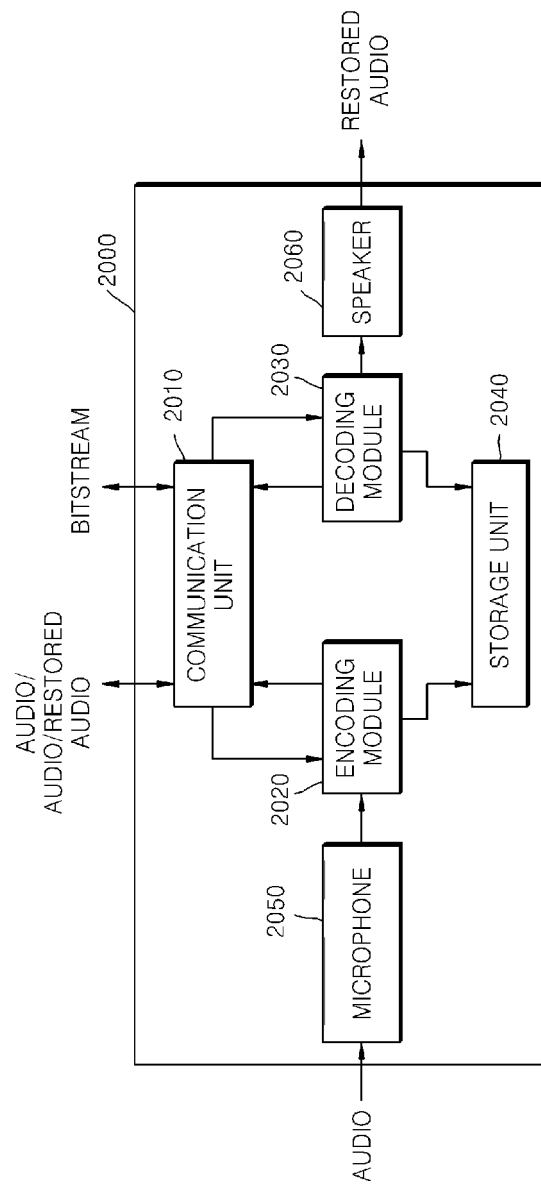 AUDIO/
AUDIO/RESTORED
AUDIO
BITSTREAM
2000
2010
COMMUNICATION
UNIT
AUDIO
2050
MICROPHONE
2020
ENCODING
MODULE
2030
DECODING
MODULE
2060
SPEAKER
RESTORED
AUDIO
2040
STORAGE UNIT